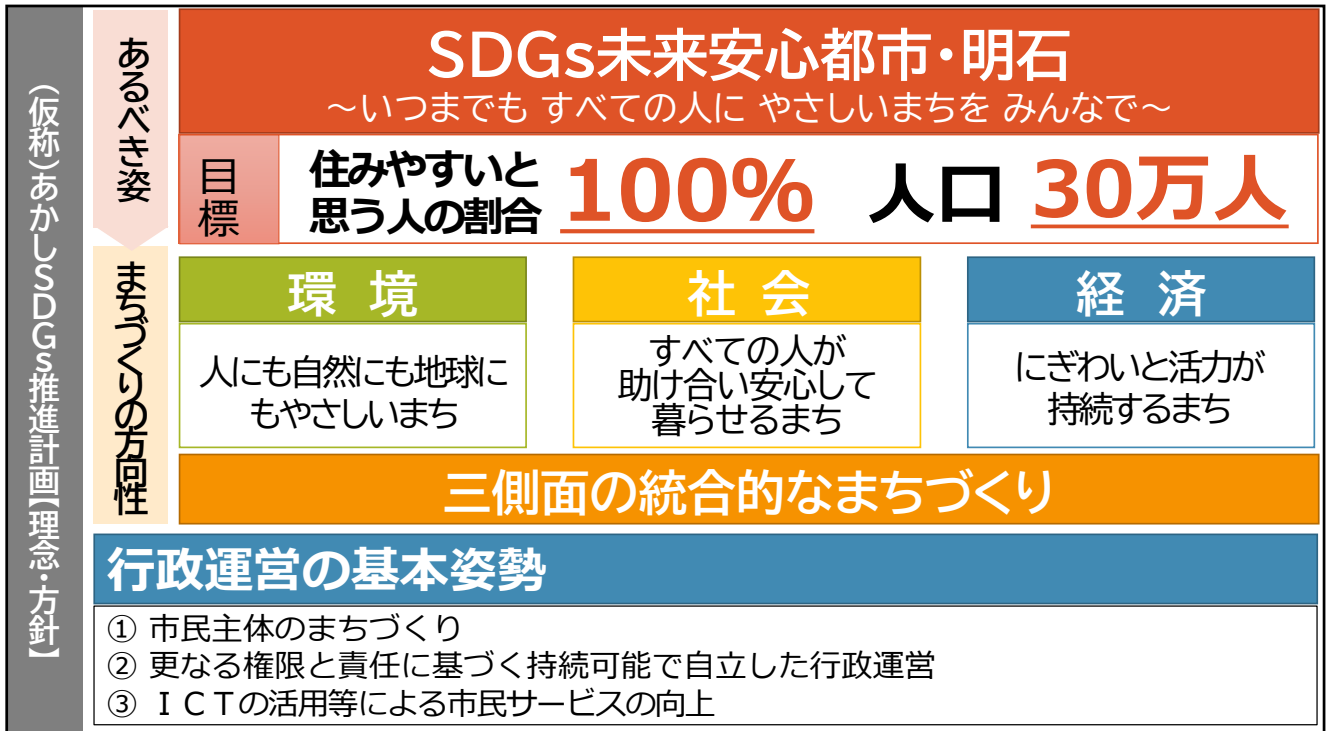 (仮称)あかしSDGs推進計画【理念・方針】
あるべき姿
SDGs未来安心都市・明石
～いつまでも すべての人に やさしいまちを みんなで～
目標
住みやすいと
思う人の割合
100%
人口
30万人
まちづくりの方向性
環 境
人にも自然にも地球に
もやさしいまち
社 会
すべての人が
助け合い安心して
暮らせるまち
経 済
にぎわいと活力が
持続するまち
三側面の統合的なまちづくり
行政運営の基本姿勢
① 市民主体のまちづくり
② 更なる権限と責任に基づく持続可能で自立した行政運営
③ ＩＣＴの活用等による市民サービスの向上